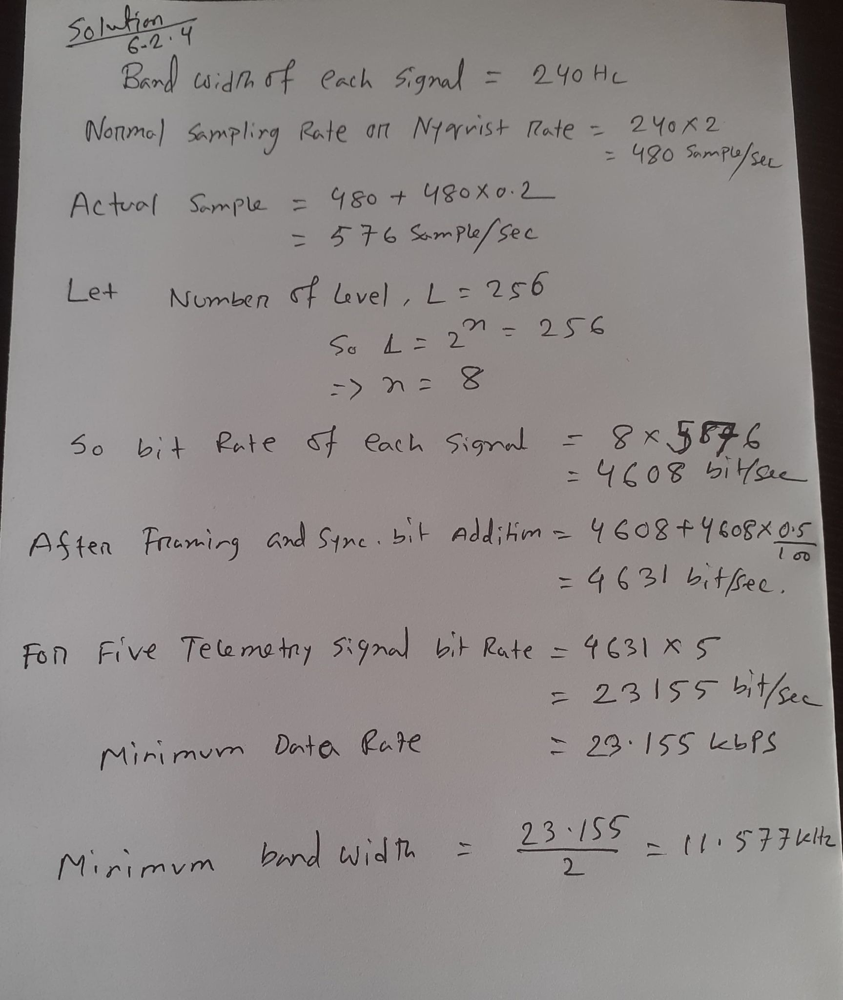 Solution
6-2.4
Band width of each signal = 240 Hz
Normal Sampling Rate or Nyquist Rate = 240 x 2
= 480 Sample/sec
Actual Sample = 480 + 480 x 0.2
= 576 Sample/sec
Let Number of Level, L = 256
So L = 2^n = 256
=> n = 8
So bit Rate of each signal = 8 x 576
= 4608 bit/sec
After Framing and Sync. bit Addition = 4608 + 4608 x 0.5/100
= 4631 bit/sec.
For Five Telemetry signal bit Rate = 4631 x 5
= 23155 bit/sec
Minimum Data Rate = 23.155 kbps
Minimum band width = 23.155/2 = 11.577 kHz